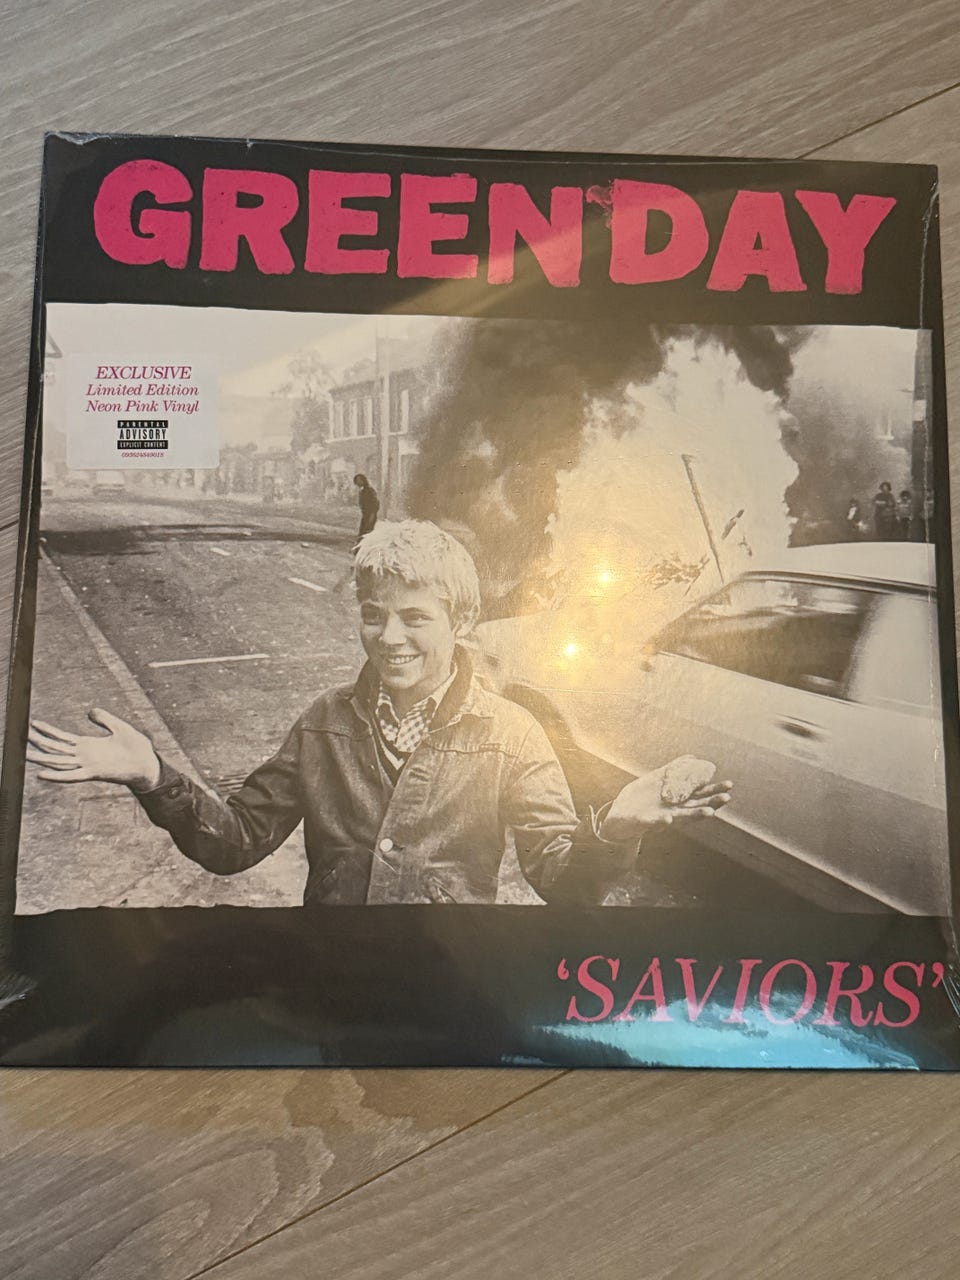 GREEN DAY
EXCLUSIVE
Limited Edition
Neon Pink Vinyl
PARENTAL
ADVISORY
EXPLICIT CONTENT
'SAVIORS'